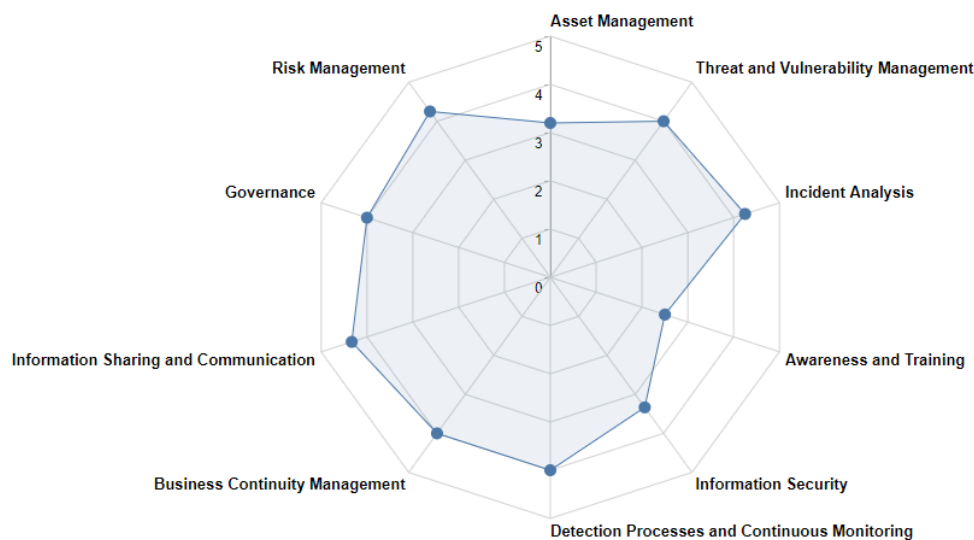 Asset Management
5
Risk Management
Threat and Vulnerability Management
4
3
Governance
Incident Analysis
2
1
0
Information Sharing and Communication
Awareness and Training
Business Continuity Management
Information Security
Detection Processes and Continuous Monitoring